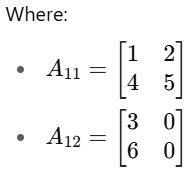 Where:
• A₁₁ = [1 2
4 5]
• A₁₂ = [3 0
6 0]